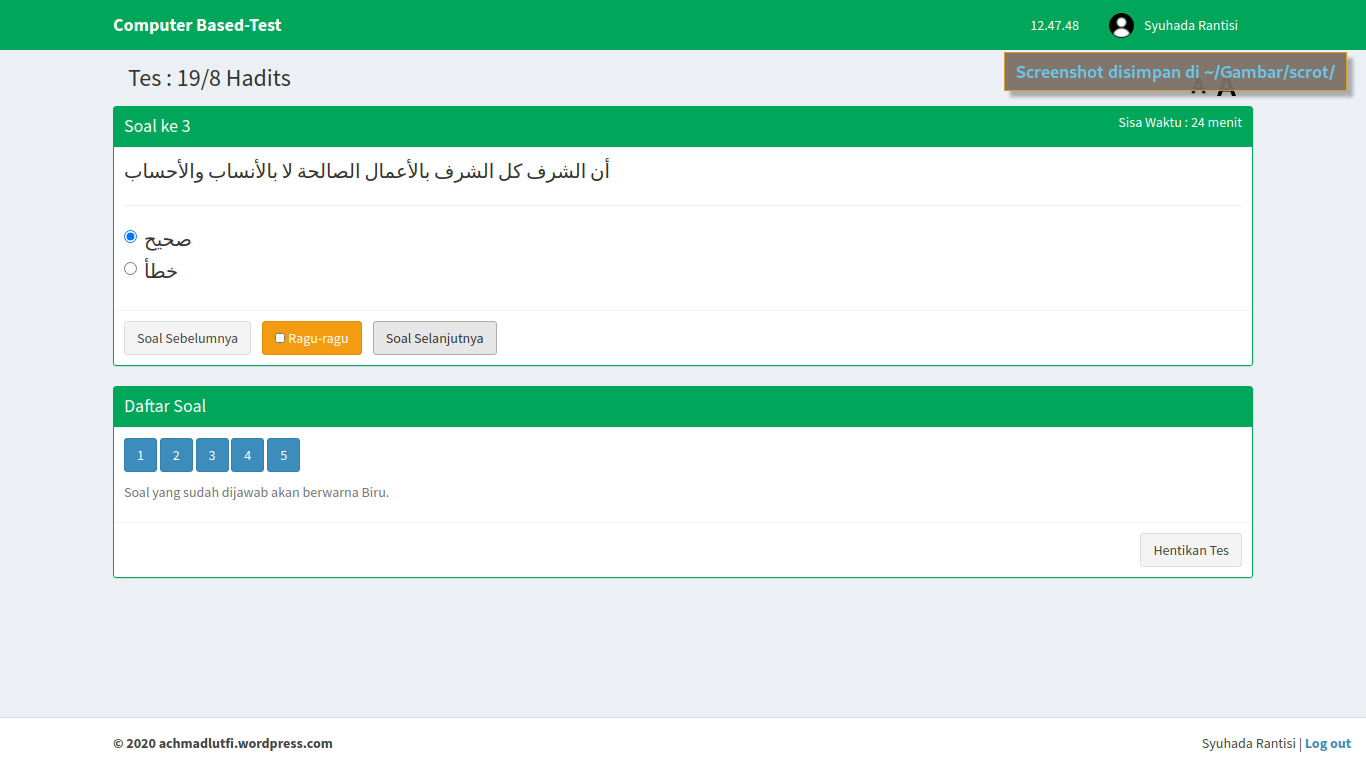 Computer Based-Test
12.47.48
Syuhada Rantisi
Tes : 19/8 Hadits
Screenshot disimpan di ~/Gambar/scrot/
A A
Soal ke 3
Sisa Waktu : 24 menit
أن الشرف كل الشرف بالأعمال الصالحة لا بالأنساب والأحساب
صحيح
خطأ
Soal Sebelumnya
Ragu-ragu
Soal Selanjutnya
Daftar Soal
1 2 3 4 5
Soal yang sudah dijawab akan berwarna Biru.
Hentikan Tes
© 2020 achmadlutfi.wordpress.com
Syuhada Rantisi | Log out